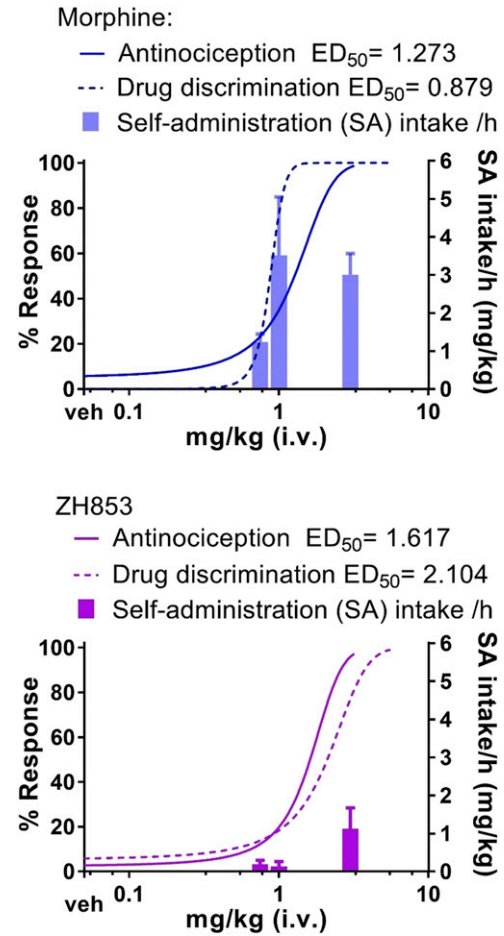 Morphine:
Antinociception ED50= 1.273
Drug discrimination ED50= 0.879
Self-administration (SA) intake /h
100
80
60
40
20
0
% Response
6
5
4
3
2
1
0
SA intake/h (mg/kg)
veh 0.1 1 10
mg/kg (i.v.)
ZH853
Antinociception ED50= 1.617
Drug discrimination ED50= 2.104
Self-administration (SA) intake /h
100
80
60
40
20
0
% Response
6
5
4
3
2
1
0
SA intake/h (mg/kg)
veh 0.1 1 10
mg/kg (i.v.)